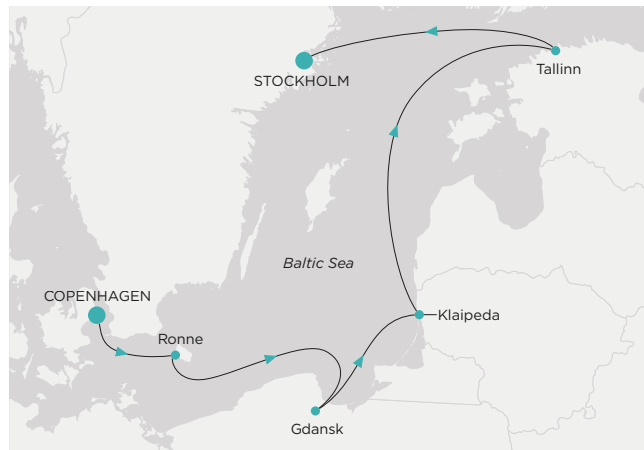 STOCKHOLM
Tallinn
Baltic Sea
COPENHAGEN
Ronne
Klaipeda
Gdansk